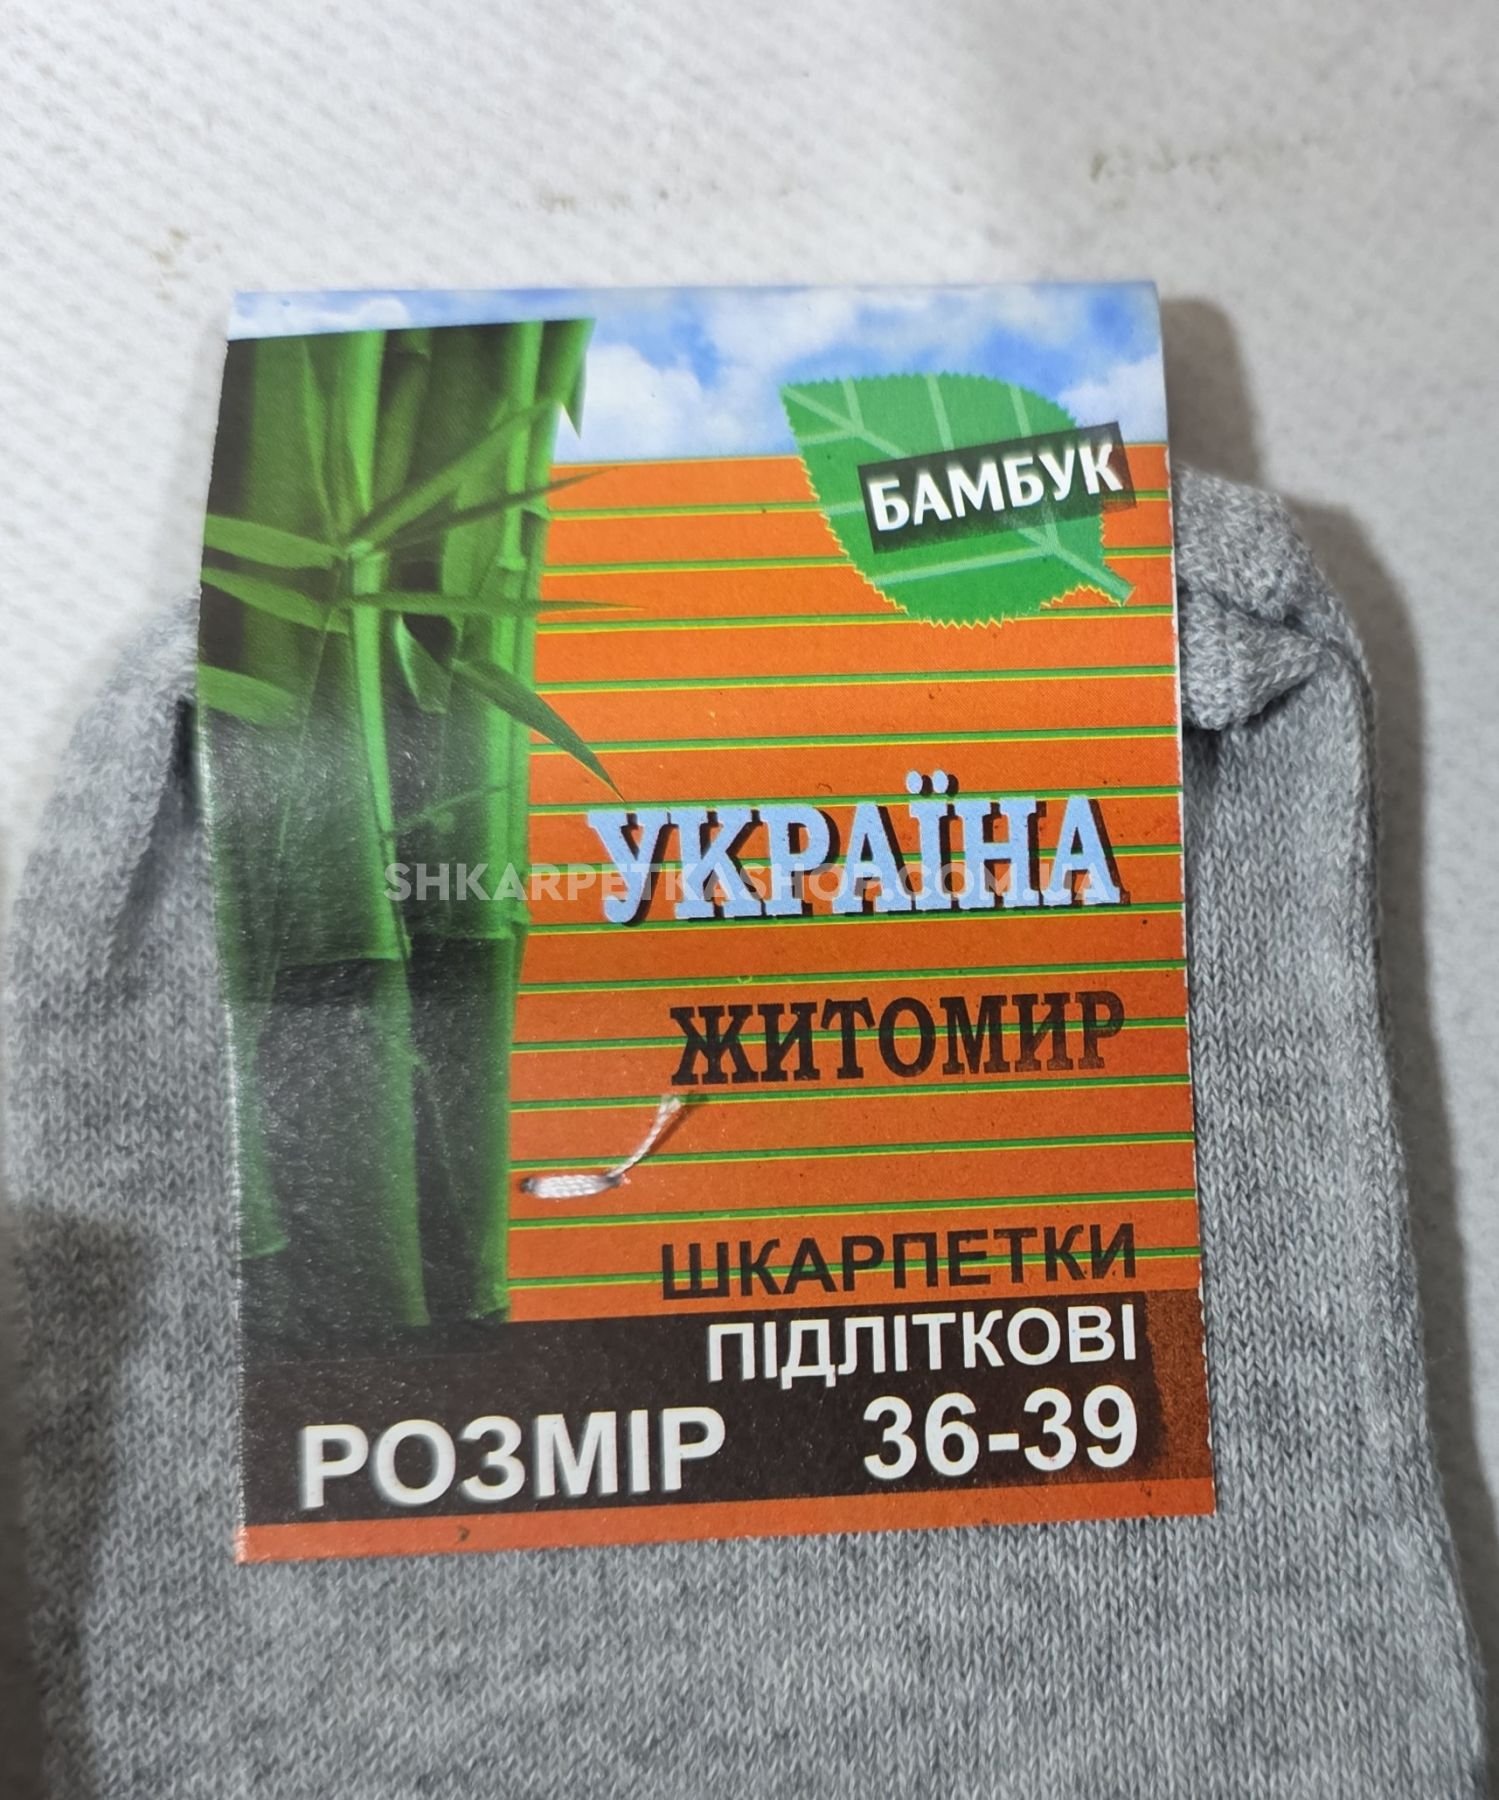 БАМБУК
УКРАЇНА
SHKARPETKASHOP.COM.UA
ЖИТОМИР
ШКАРПЕТКИ
ПІДЛІТКОВІ
РОЗМІР 36-39